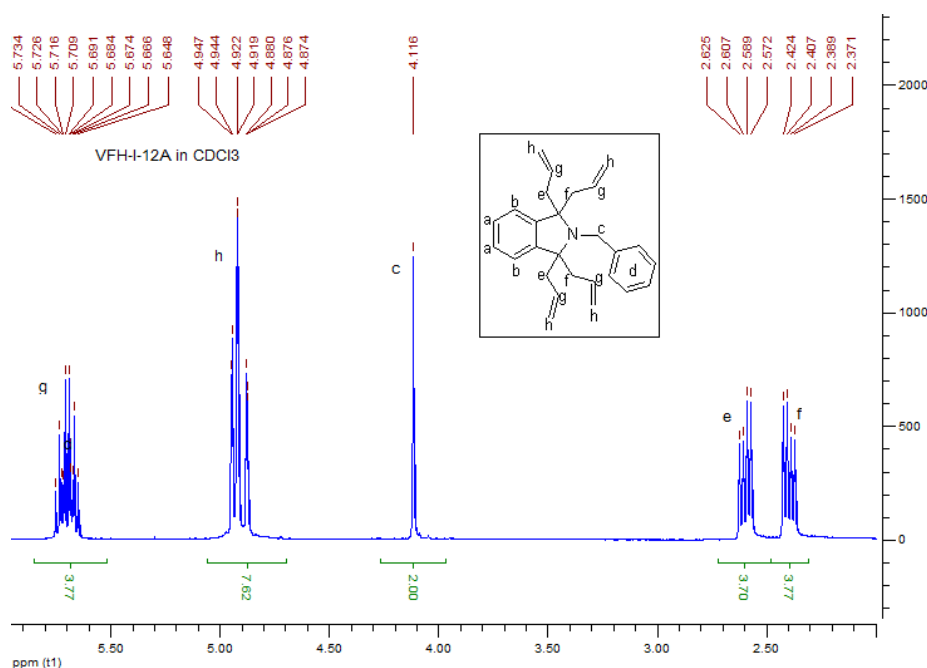 5.734
5.726
5.716
5.709
5.691
5.684
5.674
5.666
5.648
4.947
4.944
4.922
4.919
4.880
4.876
4.874
4.116
2.625
2.607
2.589
2.572
2.424
2.407
2.389
2.371
VFH-I-12A in CDCl3
2000
1500
1000
500
0
h
h
g
g
e
f
b
a
a
b
N
c
d
e
f
g
g
h
h
g
h
c
e
f
3.77
7.62
2.00
3.70
3.77
5.50
5.00
4.50
4.00
3.50
3.00
2.50
ppm (t1)